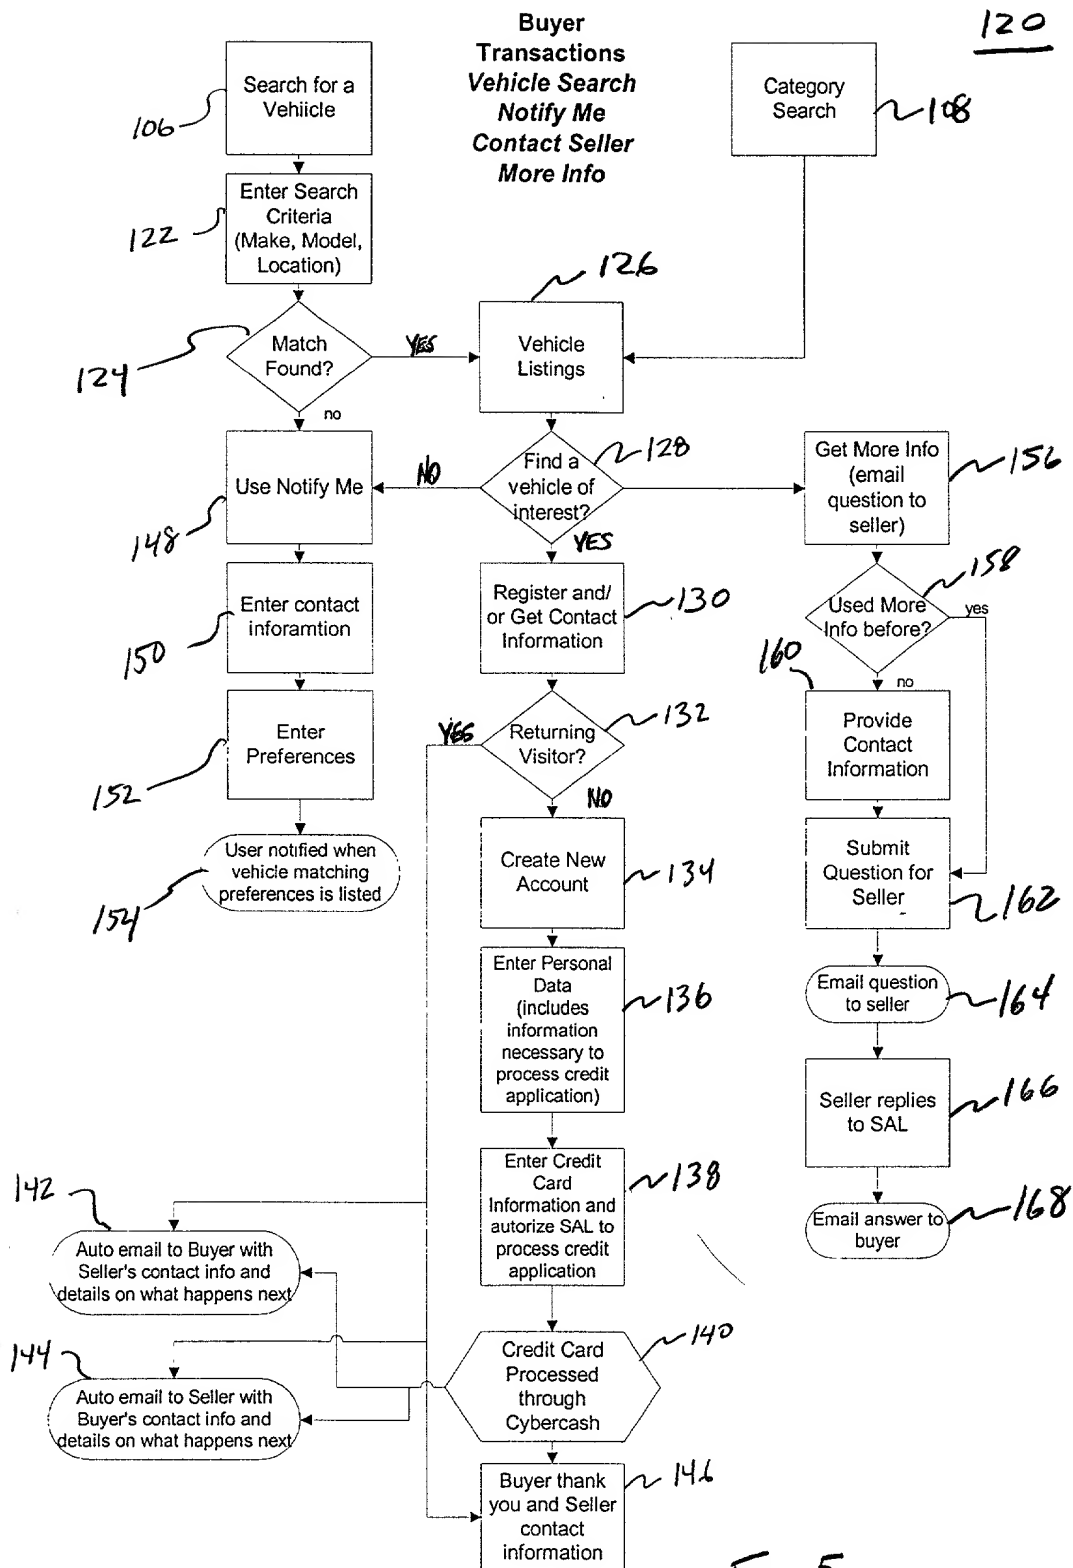 Buyer
Transactions
Vehicle Search
Notify Me
Contact Seller
More Info
120
Search for a
Vehiicle
106
Category
Search
108
Enter Search
Criteria
(Make, Model,
Location)
122
126
Match
Found?
124
YES
no
Vehicle
Listings
Use Notify Me
148
NO
Find a
vehicle of
interest?
128
YES
Get More Info
(email
question to
seller)
156
Enter contact
inforamtion
150
Register and/
or Get Contact
Information
130
Used More
Info before?
158
yes
no
160
Enter
Preferences
152
YES
Returning
Visitor?
132
NO
Provide
Contact
Information
User notified when
vehicle matching
preferences is listed
154
Create New
Account
134
Submit
Question for
Seller
162
Enter Personal
Data
(includes
information
necessary to
process credit
application)
136
Email question
to seller
164
Seller replies
to SAL
166
Enter Credit
Card
Information and
autorize SAL to
process credit
application
138
Email answer to
buyer
168
142
Auto email to Buyer with
Seller's contact info and
details on what happens next
144
Auto email to Seller with
Buyer's contact info and
details on what happens next
Credit Card
Processed
through
Cybercash
140
Buyer thank
you and Seller
contact
information
146